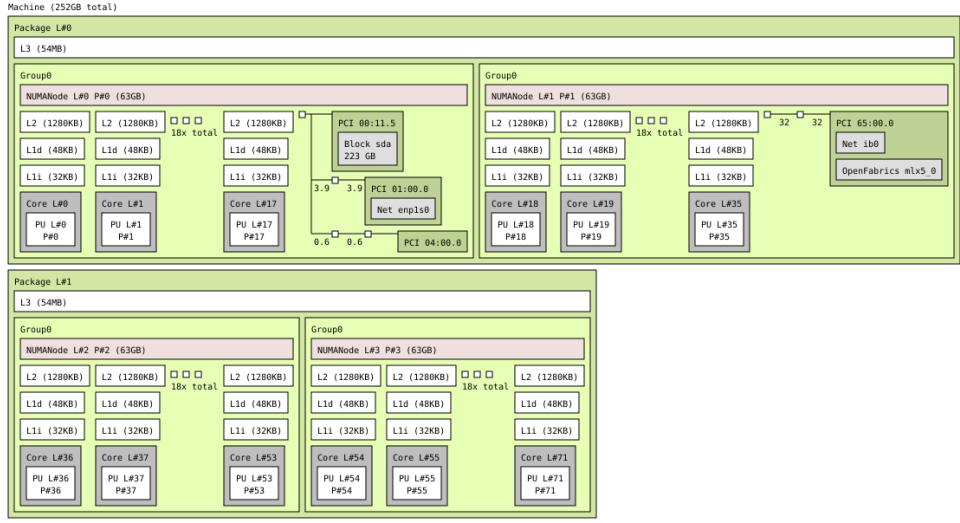 Machine (252GB total)
Package L#0
L3 (54MB)
Group0
NUMANode L#0 P#0 (63GB)
L2 (1280KB) L2 (1280KB) 18x total L2 (1280KB)
L1d (48KB) L1d (48KB) L1d (48KB)
L1i (32KB) L1i (32KB) L1i (32KB)
Core L#0 Core L#1 Core L#17
PU L#0 PU L#1 PU L#17
P#0 P#1 P#17
PCI 00:11.5
Block sda
223 GB
3.9 3.9 PCI 01:00.0
Net enp1s0
0.6 0.6 PCI 04:00.0
Group0
NUMANode L#1 P#1 (63GB)
L2 (1280KB) L2 (1280KB) 18x total L2 (1280KB)
L1d (48KB) L1d (48KB) L1d (48KB)
L1i (32KB) L1i (32KB) L1i (32KB)
Core L#18 Core L#19 Core L#35
PU L#18 PU L#19 PU L#35
P#18 P#19 P#35
32 32 PCI 65:00.0
Net ib0
OpenFabrics mlx5_0
Package L#1
L3 (54MB)
Group0
NUMANode L#2 P#2 (63GB)
L2 (1280KB) L2 (1280KB) 18x total L2 (1280KB)
L1d (48KB) L1d (48KB) L1d (48KB)
L1i (32KB) L1i (32KB) L1i (32KB)
Core L#36 Core L#37 Core L#53
PU L#36 PU L#37 PU L#53
P#36 P#37 P#53
Group0
NUMANode L#3 P#3 (63GB)
L2 (1280KB) L2 (1280KB) 18x total L2 (1280KB)
L1d (48KB) L1d (48KB) L1d (48KB)
L1i (32KB) L1i (32KB) L1i (32KB)
Core L#54 Core L#55 Core L#71
PU L#54 PU L#55 PU L#71
P#54 P#55 P#71